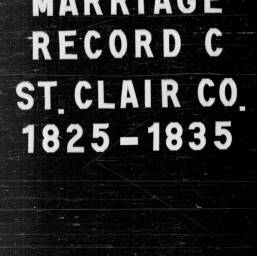 MARRIAGE
RECORD C
ST. CLAIR CO.
1825-1835